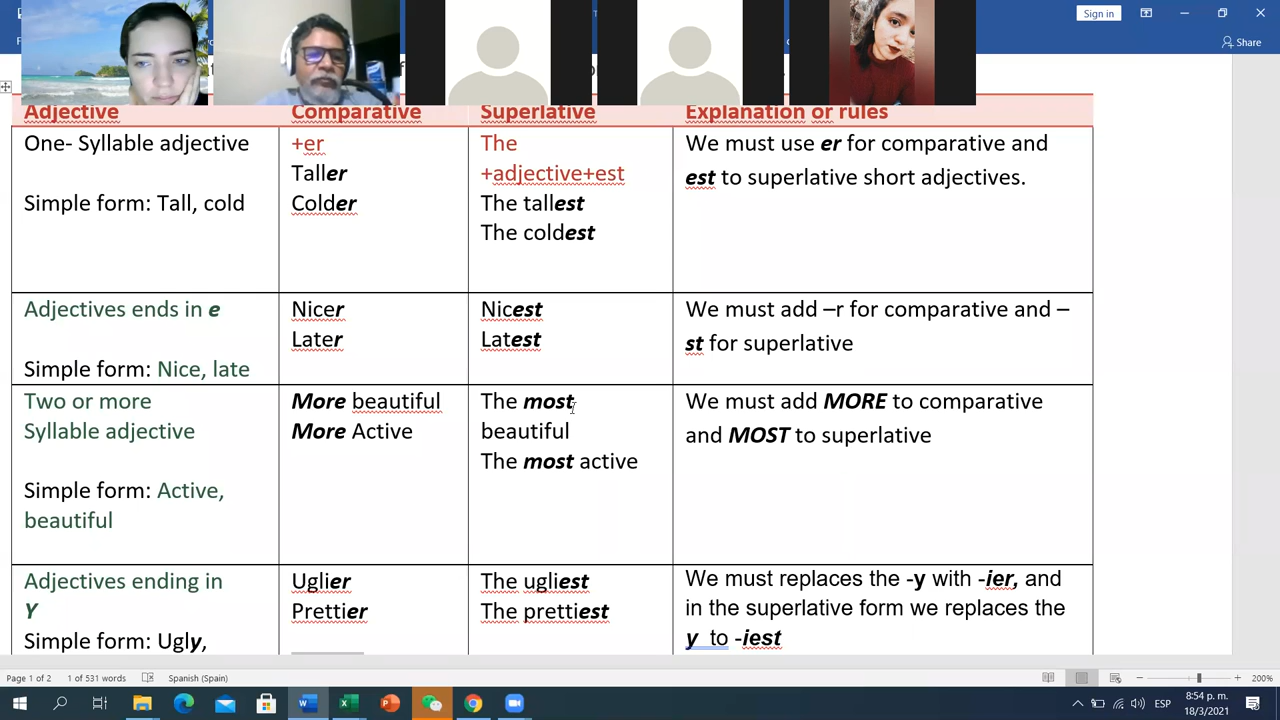 Sign in
Share
Adjective
Comparative
Superlative
Explanation or rules
One- Syllable adjective
Simple form: Tall, cold
+er
Taller
Colder
The
+adjective+est
The tallest
The coldest
We must use er for comparative and
est to superlative short adjectives.
Adjectives ends in e
Simple form: Nice, late
Nicer
Later
Nicest
Latest
We must add –r for comparative and –
st for superlative
Two or more
Syllable adjective
Simple form: Active,
beautiful
More beautiful
More Active
The most
beautiful
The most active
We must add MORE to comparative
and MOST to superlative
Adjectives ending in
Y
Simple form: Ugly,
Uglier
Prettier
The ugliest
The prettiest
We must replaces the -y with -ier, and
in the superlative form we replaces the
y to -iest
Page 1 of 2
1 of 531 words
Spanish (Spain)
200%
ESP
8:54 p. m.
18/3/2021